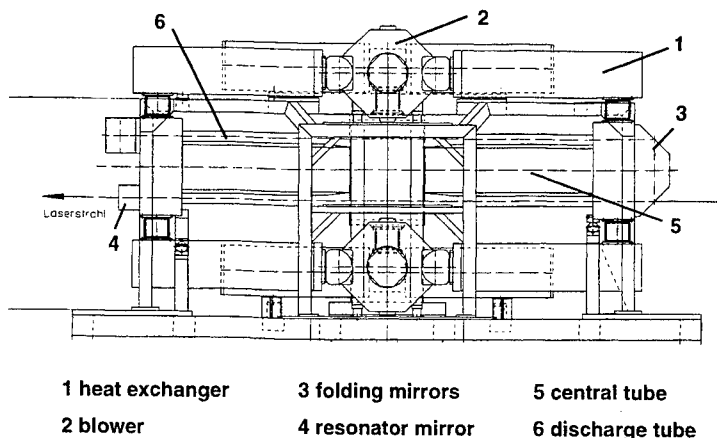 6
2
1
3
Laserstrahl
4
5
1 heat exchanger 3 folding mirrors 5 central tube
2 blower 4 resonator mirror 6 discharge tube